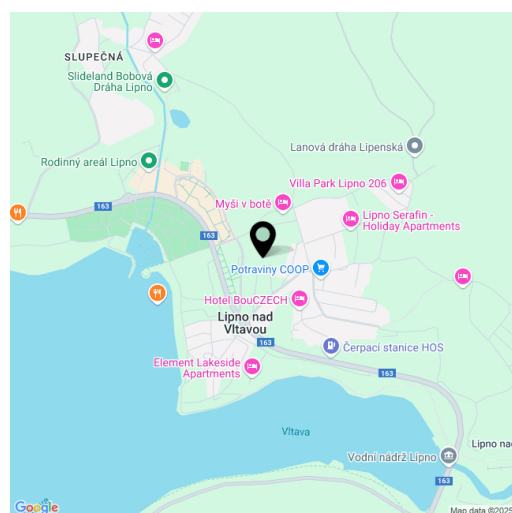 SLUPEČNÁ
Slideland Bobová
Dráha Lipno
Lanová dráha Lipenská
Rodinný areál Lipno
Villa Park Lipno 206
Myši v botě
163
Lipno Serafin -
Holiday Apartments
163
Potraviny COOP
Hotel BouCZECH
Lipno nad
Vltavou
163
Čerpací stanice HOS
Element Lakeside
Apartments
163
Vltava
Lipno na
Vodní nádrž Lipno
163
Google
Map data ©2025